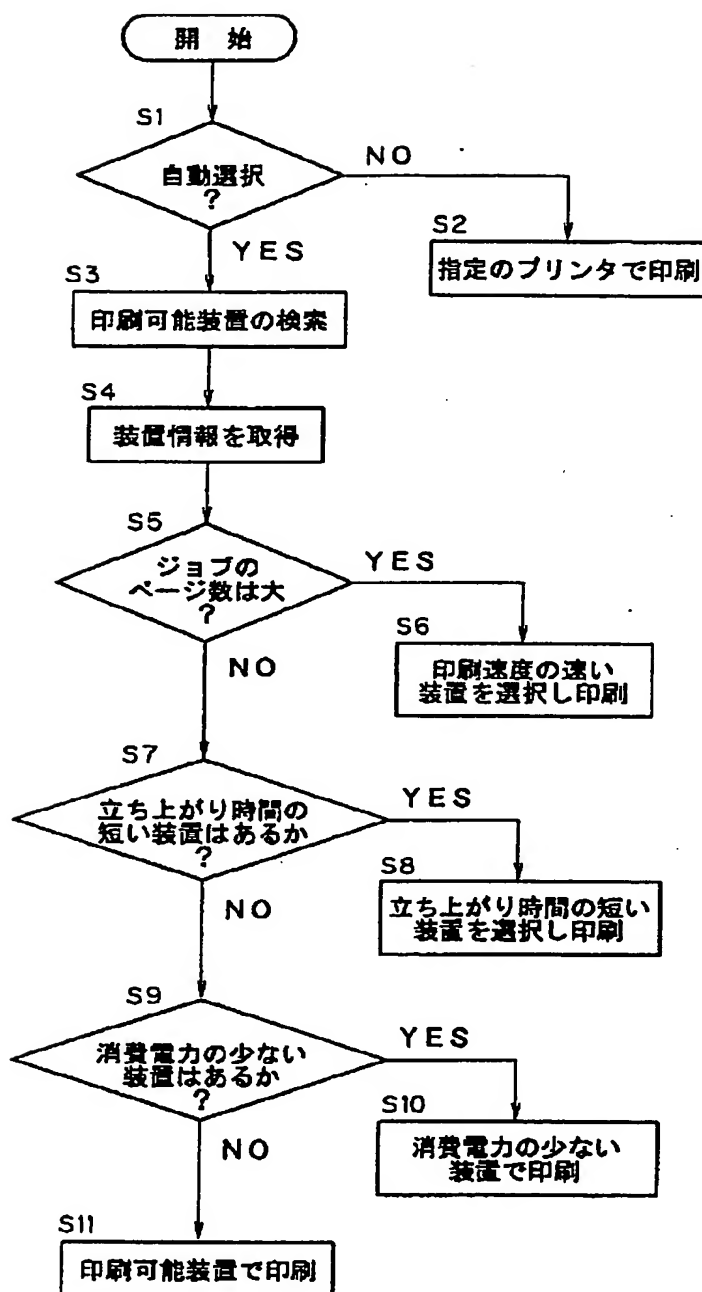 開 始
S1
自動選択
?
NO
YES
S2
指定のプリンタで印刷
S3
印刷可能装置の検索
S4
装置情報を取得
S5
ジョブの
ページ数は大
?
YES
NO
S6
印刷速度の速い
装置を選択し印刷
S7
立ち上がり時間の
短い装置はあるか
?
YES
NO
S8
立ち上がり時間の短い
装置を選択し印刷
S9
消費電力の少ない
装置はあるか
?
YES
NO
S10
消費電力の少ない
装置で印刷
S11
印刷可能装置で印刷